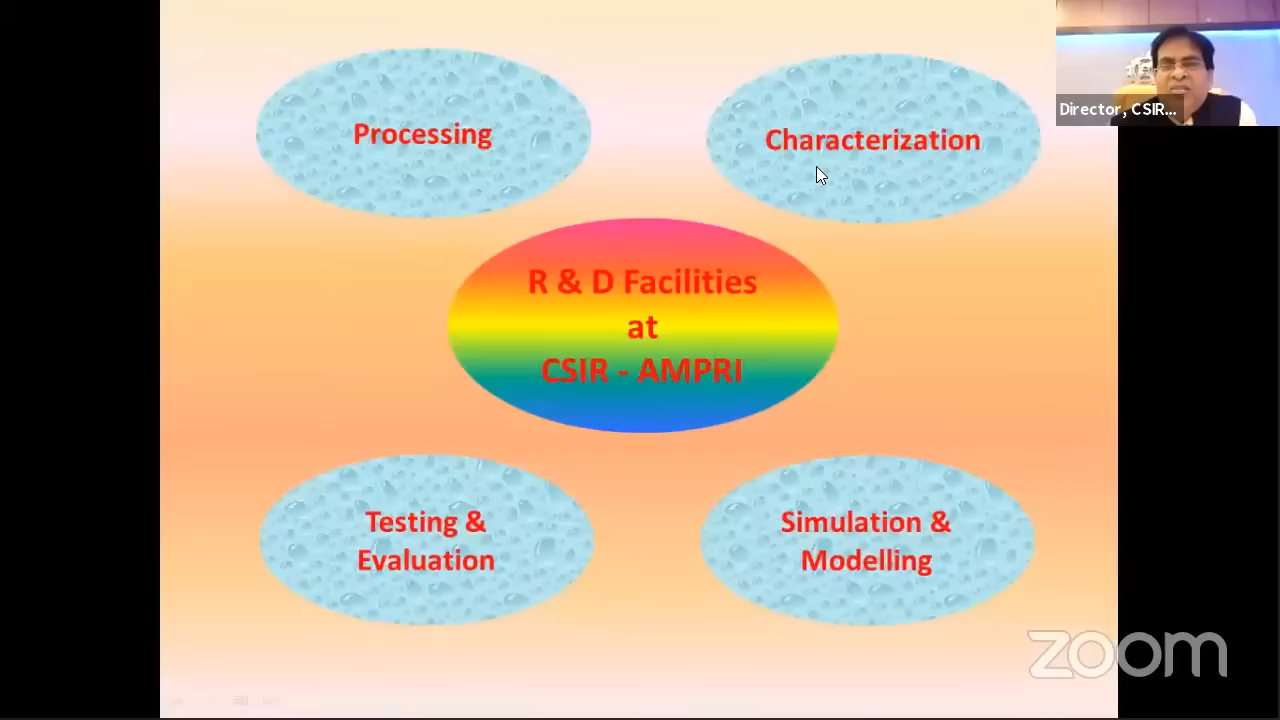 Processing
Characterization
Director, CSIR...
R & D Facilities
at
CSIR - AMPRI
Testing &
Evaluation
Simulation &
Modelling
zoom